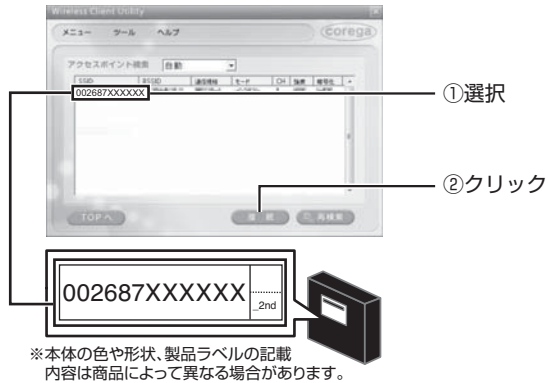 Wireless Client Utility
メニュー ツール ヘルプ
corega
アクセスポイント検索 自動
SSID BSSID 通信規格 モード CH 強度 暗号化
002687XXXXXX
①選択
②クリック
TOPへ 接続 再検索
002687XXXXXX
_2nd
※本体の色や形状、製品ラベルの記載
内容は商品によって異なる場合があります。